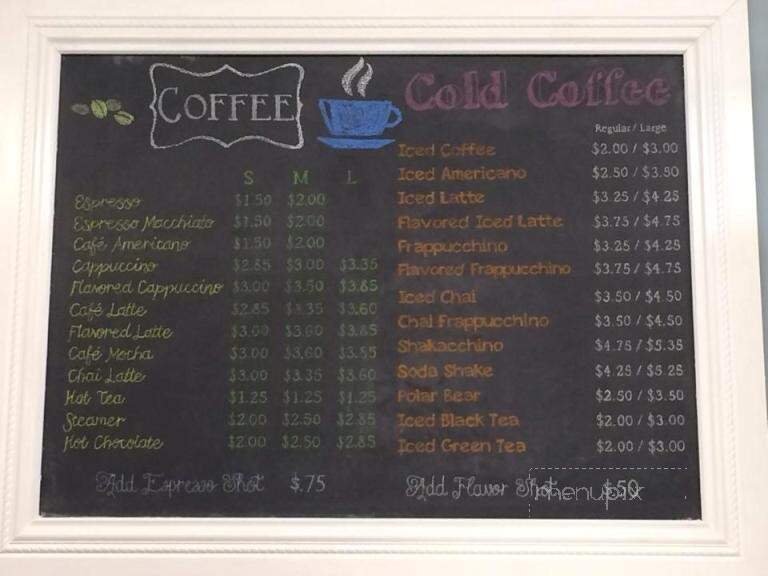 COFFEE
S M L
Espresso $1.50 $2.00
Espresso Macchiato $1.50 $2.00
Café Americano $1.50 $2.00
Cappuccino $2.85 $3.00 $3.35
Flavored Cappuccino $3.00 $3.50 $3.85
Café Latte $2.85 $3.35 $3.60
Flavored Latte $3.00 $3.60 $3.85
Café Mocha $3.00 $3.60 $3.85
Chai Latte $3.00 $3.35 $3.60
Hot Tea $1.25 $1.25 $1.25
Steamer $2.00 $2.50 $2.85
Hot Chocolate $2.00 $2.50 $2.85
Add Espresso Shot $.75
Cold Coffee
Regular / Large
Iced Coffee $2.00 / $3.00
Iced Americano $2.50 / $3.50
Iced Latte $3.25 / $4.25
Flavored Iced Latte $3.75 / $4.75
Frappucchino $3.25 / $4.25
Flavored Frappucchino $3.75 / $4.75
Iced Chai $3.50 / $4.50
Chai Frappucchino $3.50 / $4.50
Shakacchino $4.75 / $5.35
Soda Shake $4.25 / $5.25
Polar Bear $2.50 / $3.50
Iced Black Tea $2.00 / $3.00
Iced Green Tea $2.00 / $3.00
Add Flavor Shot $.50
menupix